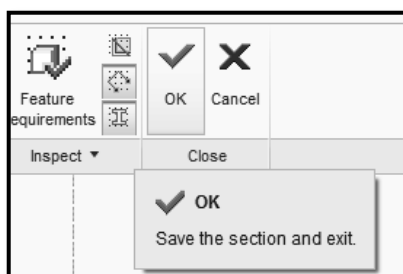 Feature
equirements
OK
Cancel
Inspect
Close
OK
Save the section and exit.